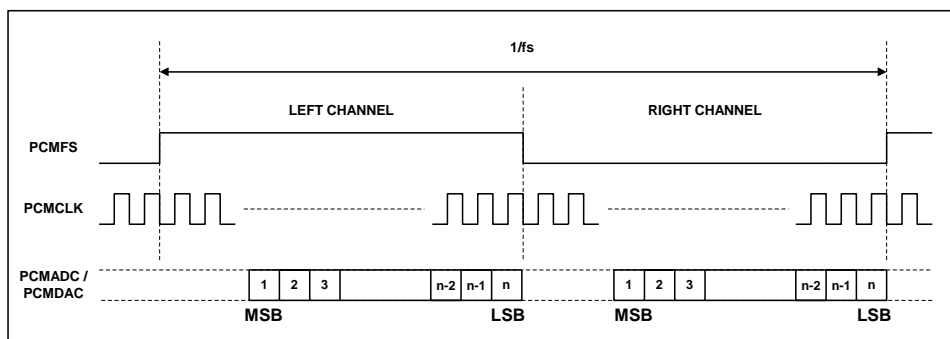 1/fs
LEFT CHANNEL RIGHT CHANNEL
PCMFS
PCMCLK
PCMADC /
PCMDAC
1 2 3 n-2 n-1 n 1 2 3 n-2 n-1 n
MSB LSB MSB LSB